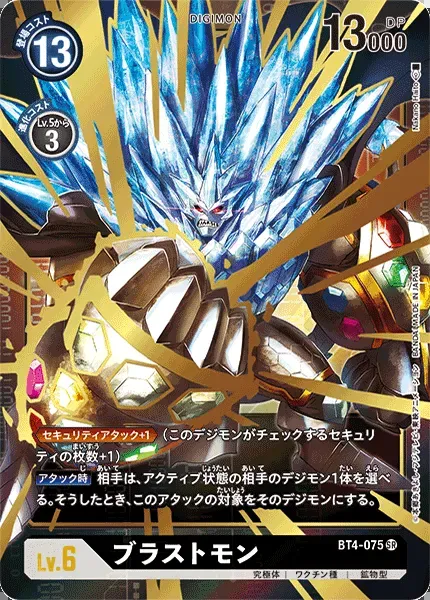 DIGIMON
登場コスト
13
DP
13000
進化コスト
Lv.5から
3
Nakano Haito
セキュリティアタック+1 (このデジモンがチェックするセキュリ
ティの枚数+1)
アタック時 相手は、アクティブ状態の相手のデジモン1体を選べ
る。そうしたとき、このアタックの対象をそのデジモンにする。
BANDAI MADE IN JAPAN
Lv.6
ブラストモン
BT4-075 SR
究極体 | ワクチン種 | 鉱物型